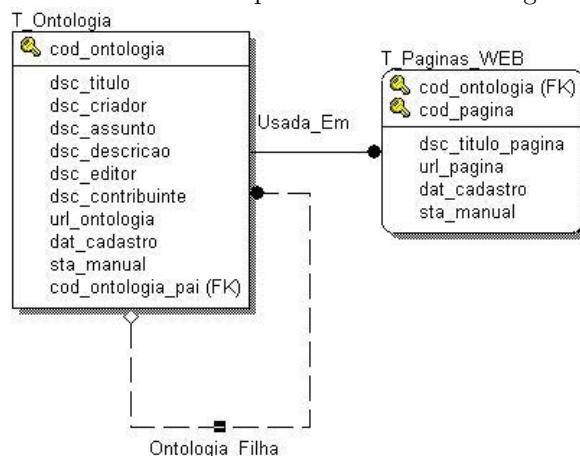 T_Ontologia
cod_ontologia
dsc_titulo
dsc_criador
dsc_assunto
dsc_descricao
dsc_editor
dsc_contribuinte
url_ontologia
dat_cadastro
sta_manual
cod_ontologia_pai (FK)
Usada_Em
T_Paginas_WEB
cod_ontologia (FK)
cod_pagina
dsc_titulo_pagina
url_pagina
dat_cadastro
sta_manual
Ontologia_Filha